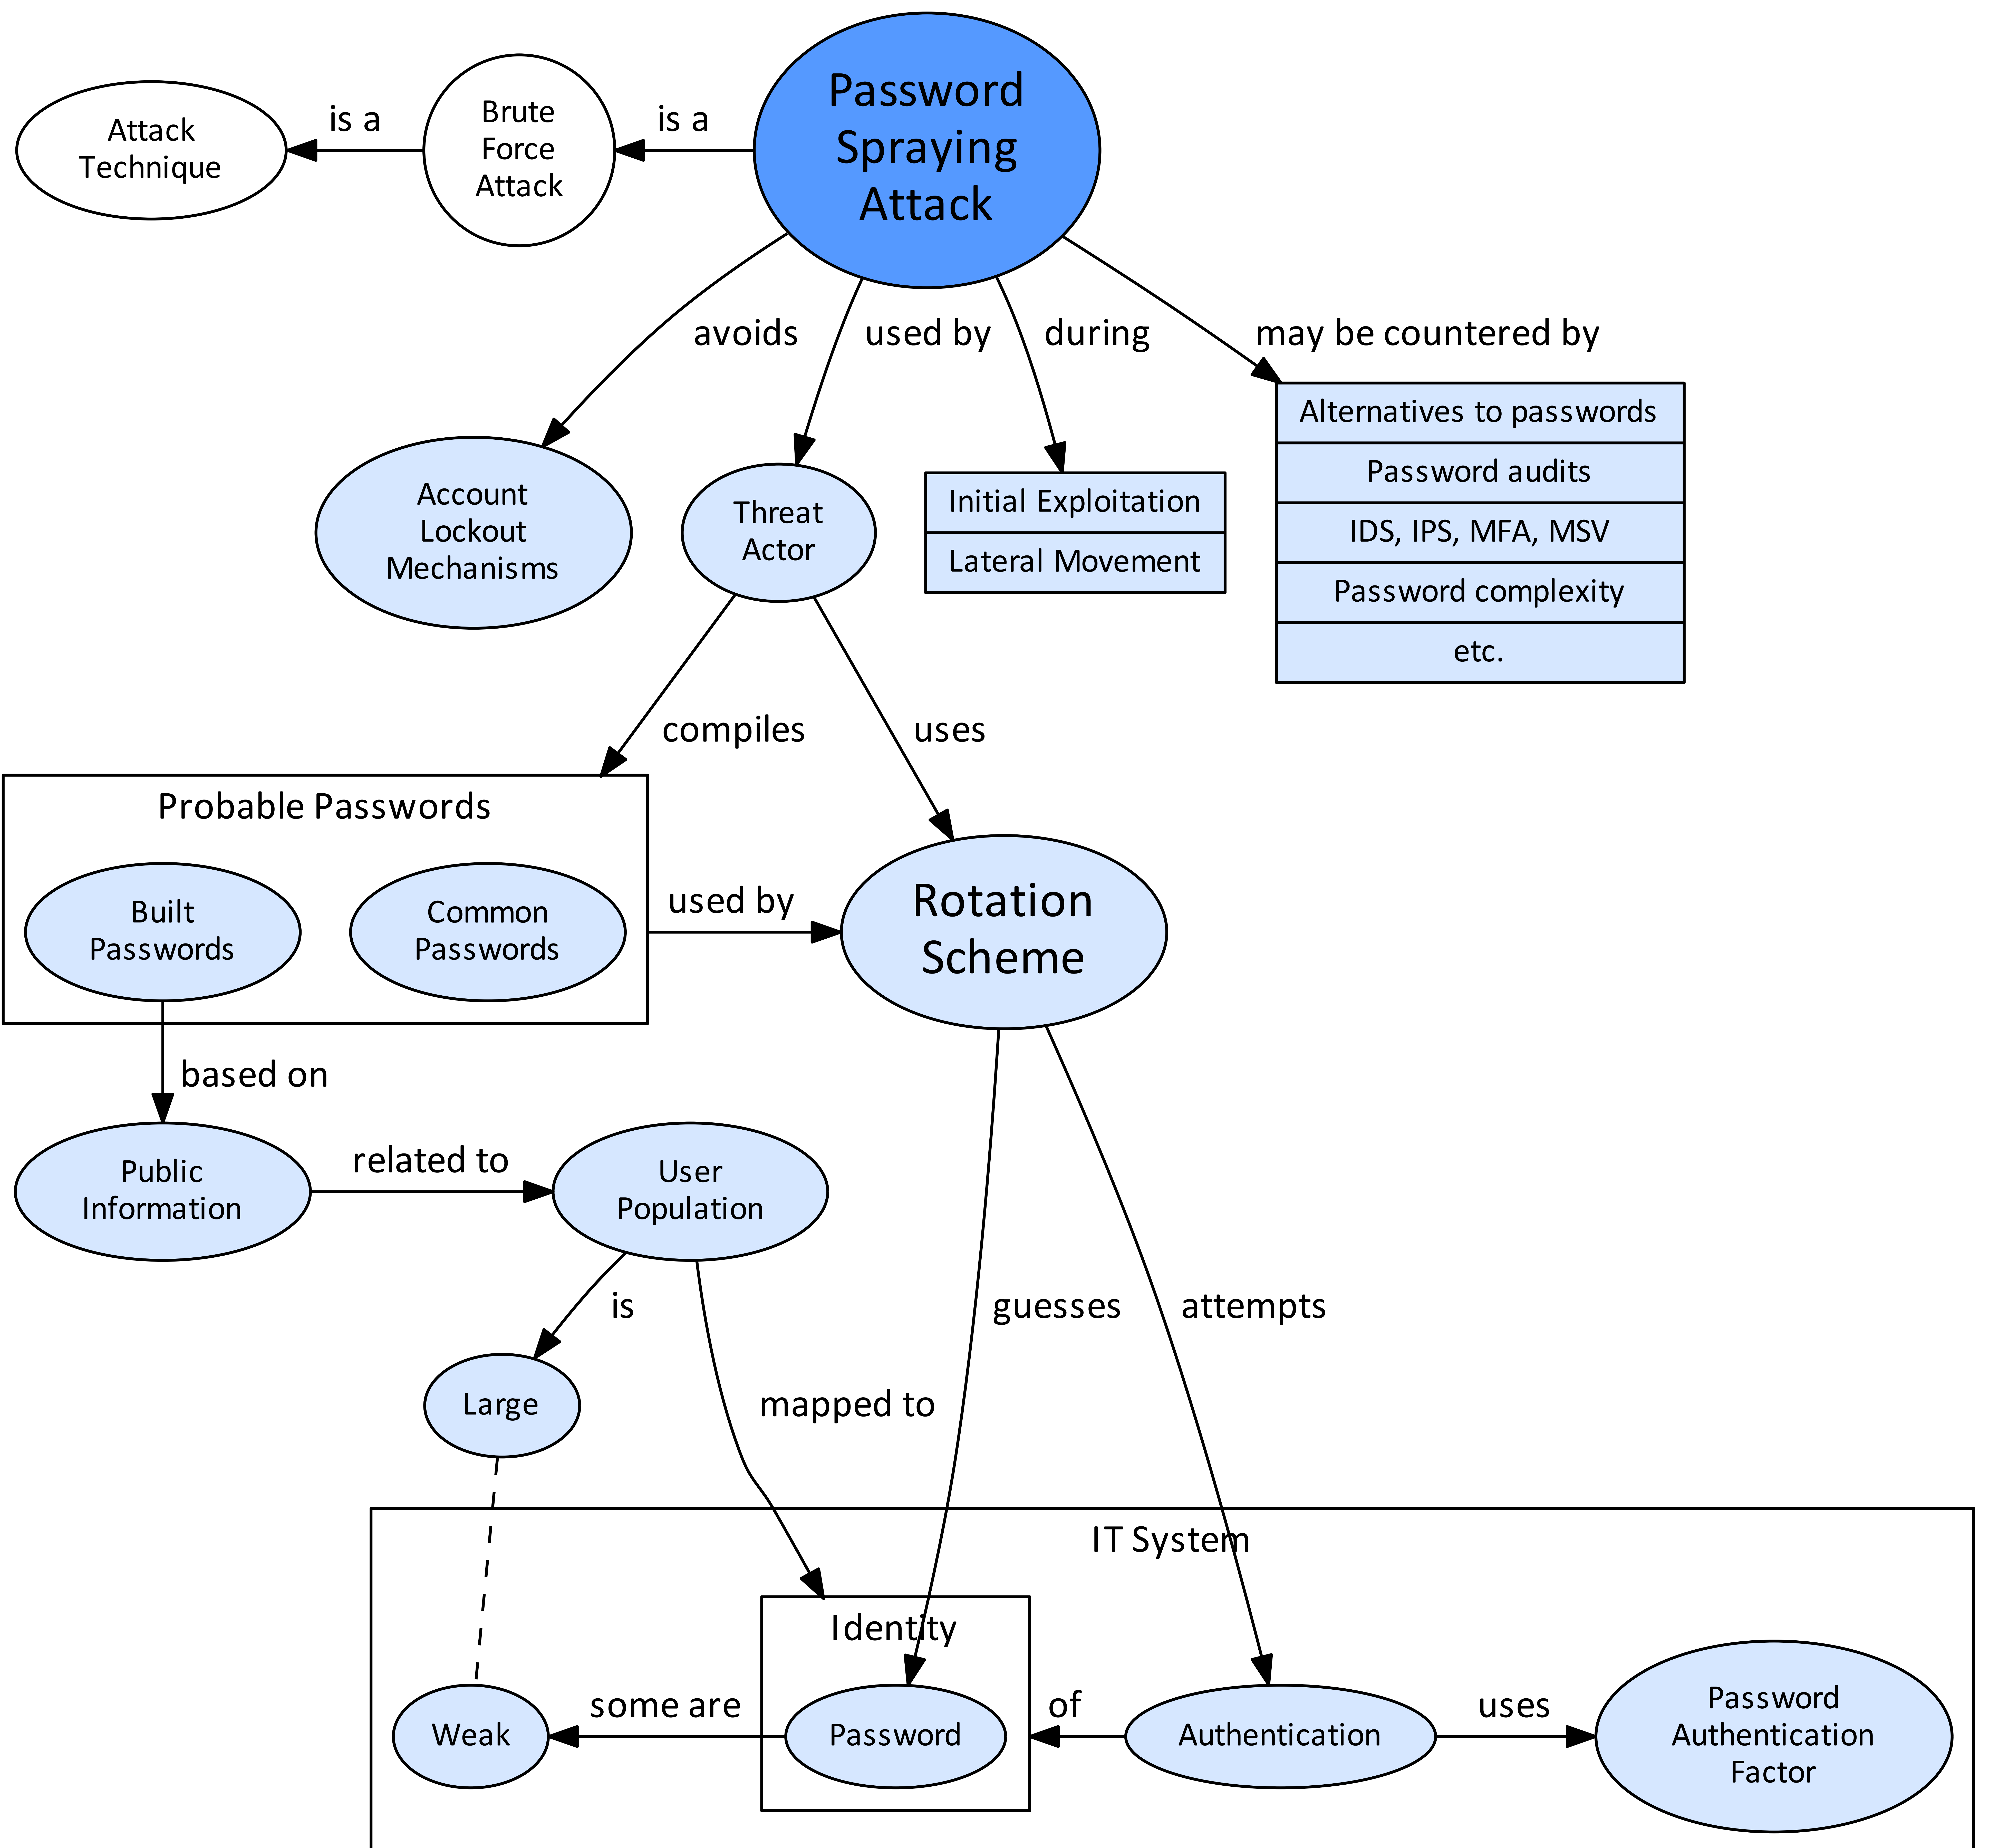 Password
Spraying
Attack
is a
Brute
Force
Attack
is a
Attack
Technique
avoids
used by
during
may be countered by
Account
Lockout
Mechanisms
Threat
Actor
Initial Exploitation
Lateral Movement
Alternatives to passwords
Password audits
IDS, IPS, MFA, MSV
Password complexity
etc.
compiles
uses
Probable Passwords
Built
Passwords
Common
Passwords
used by
Rotation
Scheme
based on
Public
Information
related to
User
Population
is
Large
mapped to
guesses
attempts
IT System
Identity
Password
some are
Weak
of
Authentication
uses
Password
Authentication
Factor